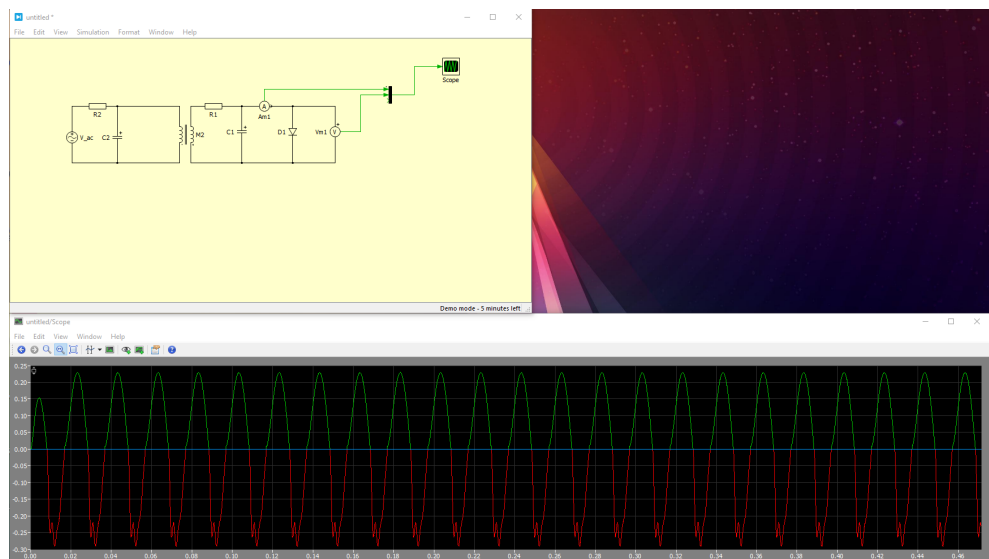 untitled *
File Edit View Simulation Format Window Help
Scope
R2
R1
Am1
V_ac
C2
M2
C1
D1
Vm1
A
V
Demo mode - 5 minutes left
untitled/Scope
File Edit View Window Help
0.25
0.20
0.15
0.10
0.05
0.00
-0.05
-0.10
-0.15
-0.20
-0.25
-0.30
0.00 0.02 0.04 0.06 0.08 0.10 0.12 0.14 0.16 0.18 0.20 0.22 0.24 0.26 0.28 0.30 0.32 0.34 0.36 0.38 0.40 0.42 0.44 0.46